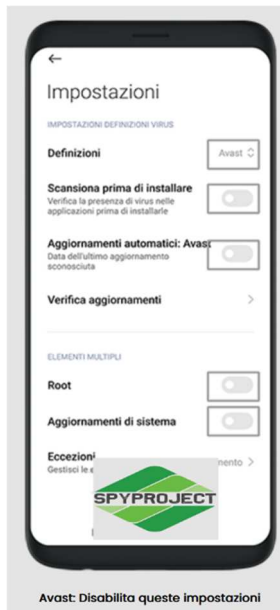 Impostazioni
IMPOSTAZIONI DEFINIZIONI VIRUS
Definizioni
Avast
Scansiona prima di installare
Verifica la presenza di virus nelle
applicazioni prima di installarle
Aggiornamenti automatici: Avast
Data dell'ultimo aggiornamento
sconosciuta
Verifica aggiornamenti
ELEMENTI MULTIPLI
Root
Aggiornamenti di sistema
Eccezioni
Gestisci le
SPYPROJECT
Avast: Disabilita queste impostazioni